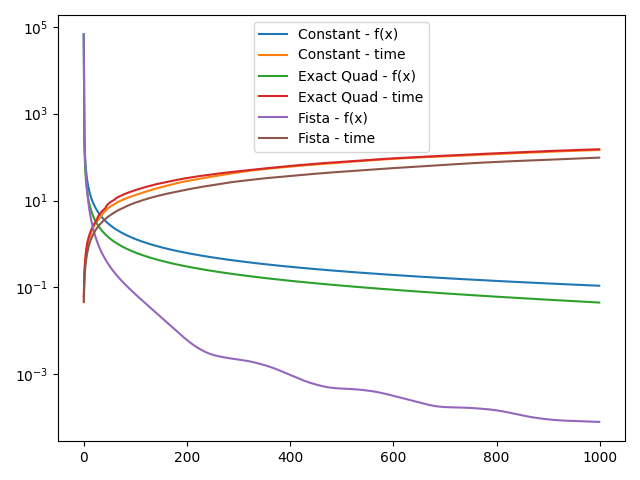 10^5
10^3
10^1
10^-1
10^-3
Constant - f(x)
Constant - time
Exact Quad - f(x)
Exact Quad - time
Fista - f(x)
Fista - time
0 200 400 600 800 1000